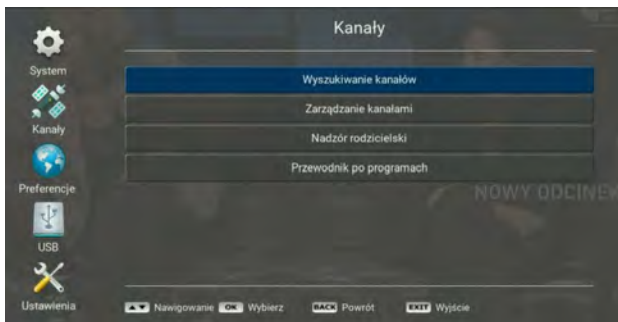 Kanały
System
Kanały
Preferencje
USB
Ustawienia
Wyszukiwanie kanałów
Zarządzanie kanałami
Nadzór rodzicielski
Przewodnik po programach
NOWY ODCINEK
▲▼ Nawigowanie OK Wybierz BACK Powrót EXIT Wyjście